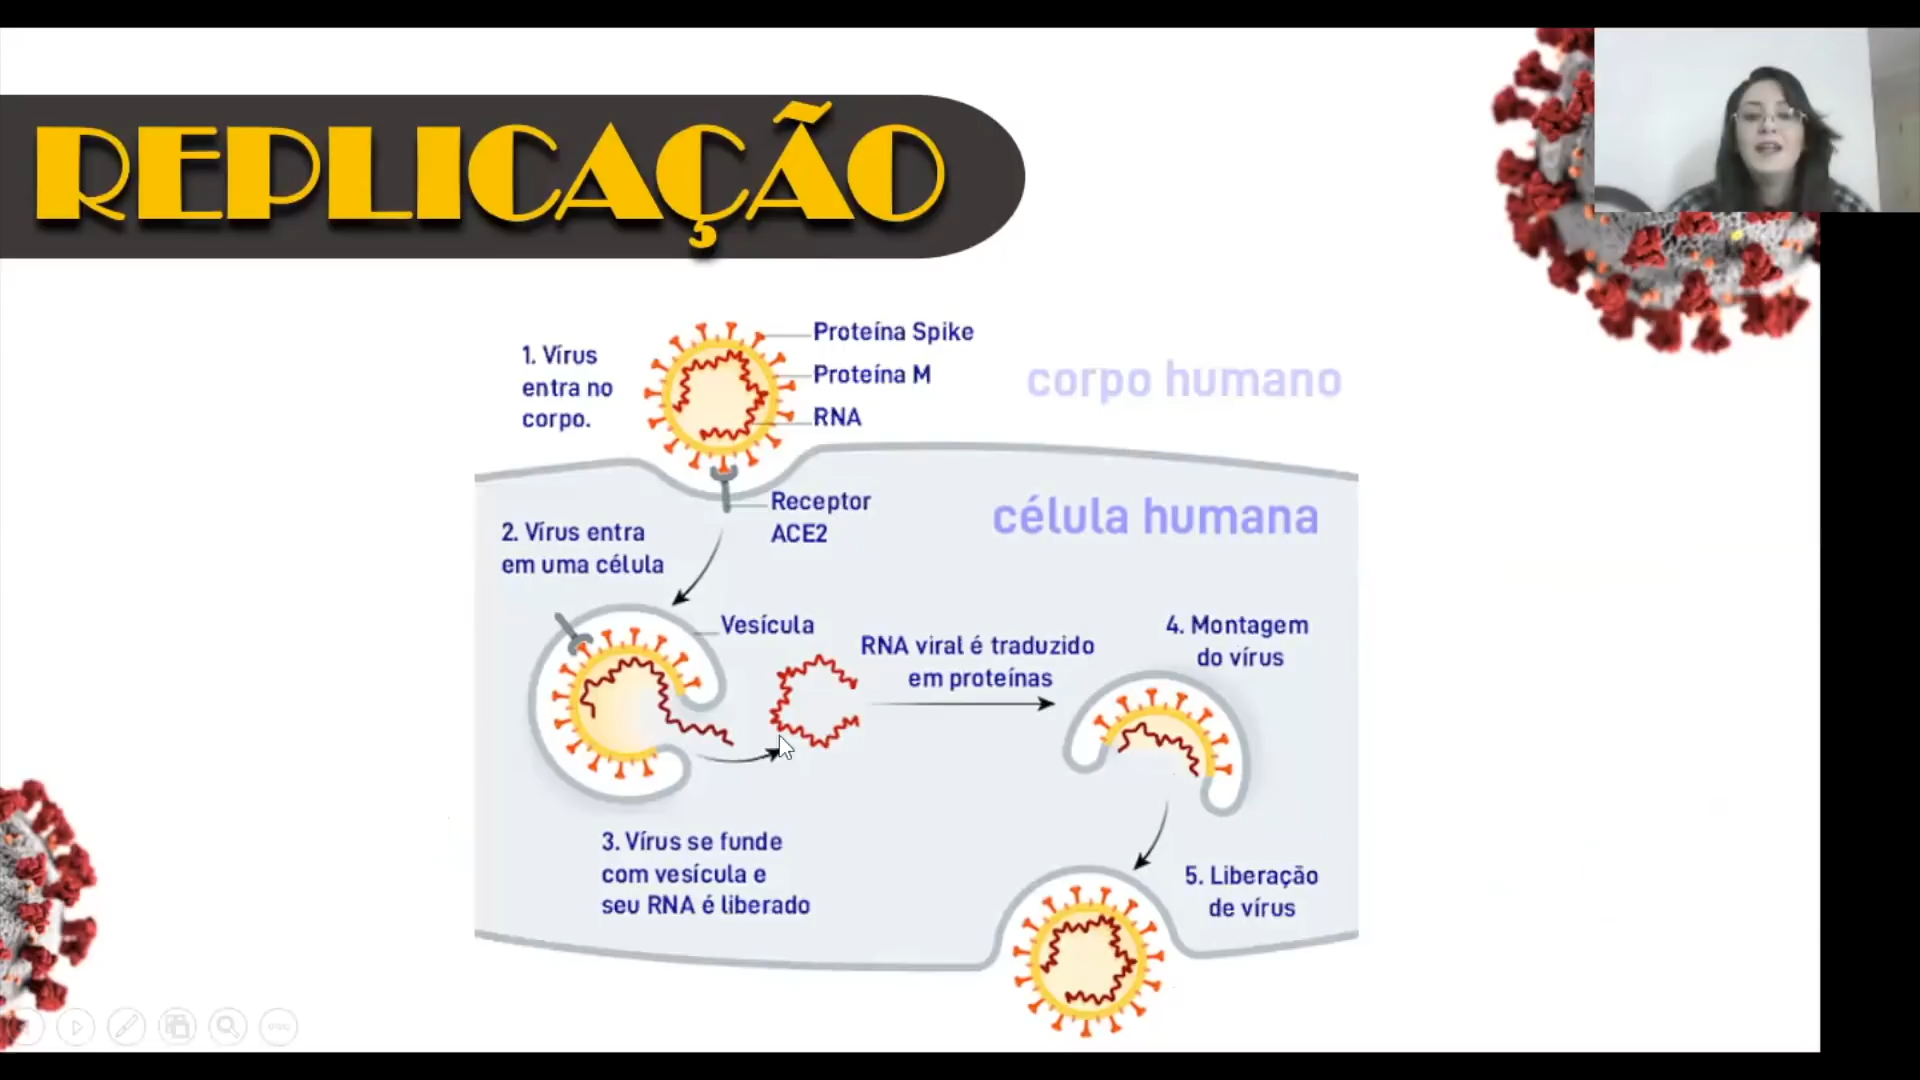 REPLICAÇÃO
1. Vírus
entra no
corpo.
Proteína Spike
Proteína M
RNA
corpo humano
Receptor
ACE2
célula humana
2. Vírus entra
em uma célula
Vesícula
RNA viral é traduzido
em proteínas
4. Montagem
do vírus
3. Vírus se funde
com vesícula e
seu RNA é liberado
5. Liberação
de vírus